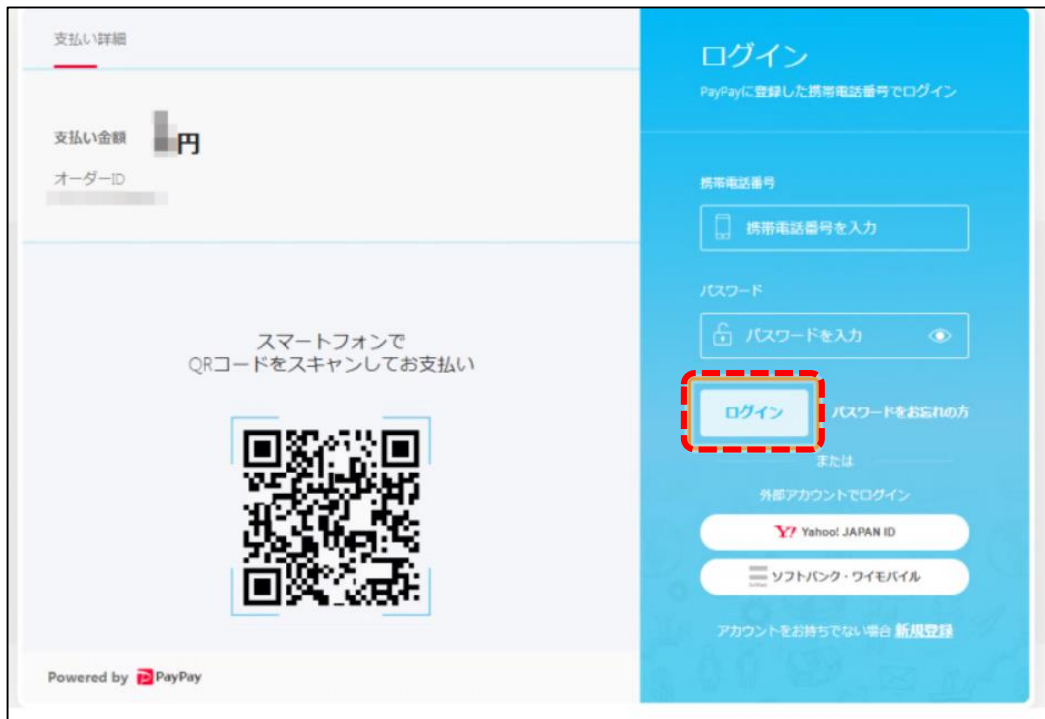 支払い詳細
支払い金額 円
オーダーID
スマートフォンで
QRコードをスキャンしてお支払い
Powered by PayPay
ログイン
PayPayに登録した携帯電話番号でログイン
携帯電話番号
携帯電話番号を入力
パスワード
パスワードを入力
ログイン パスワードをお忘れの方
または
外部アカウントでログイン
Y! Yahoo! JAPAN ID
ソフトバンク・ワイモバイル
アカウントをお持ちでない場合 新規登録